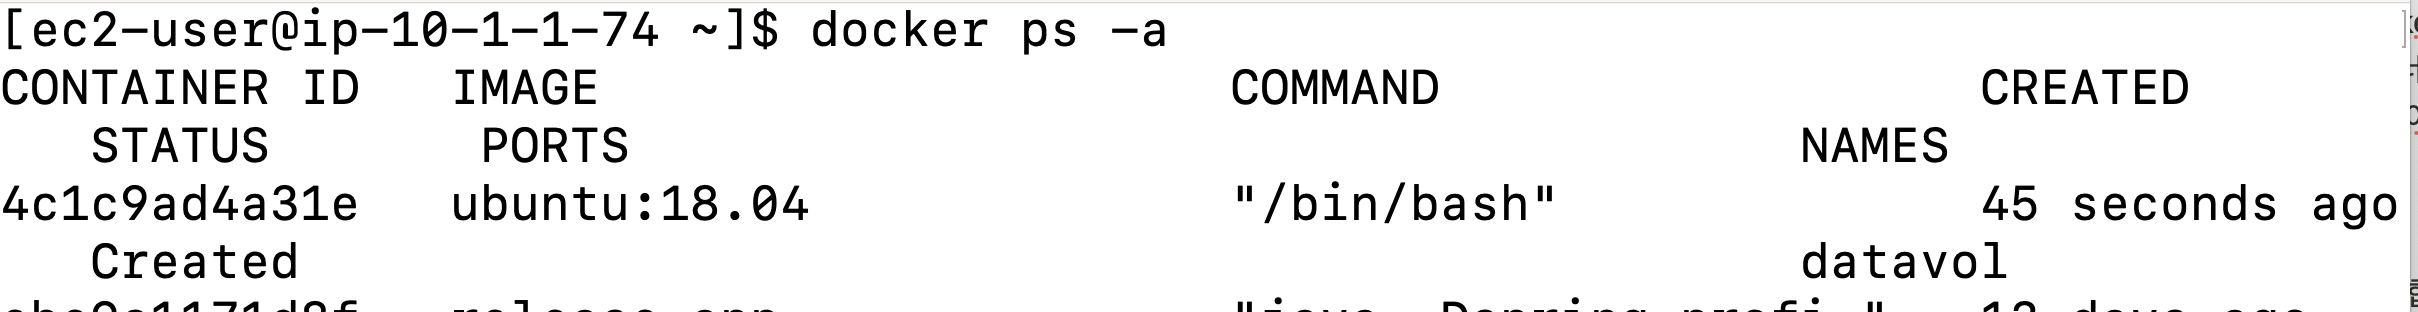 [ec2-user@ip-10-1-1-74 ~]$ docker ps -a
CONTAINER ID   IMAGE                     COMMAND                  CREATED
   STATUS       PORTS                                       NAMES
4c1c9ad4a31e   ubuntu:18.04              "/bin/bash"              45 seconds ago
   Created                                                  datavol